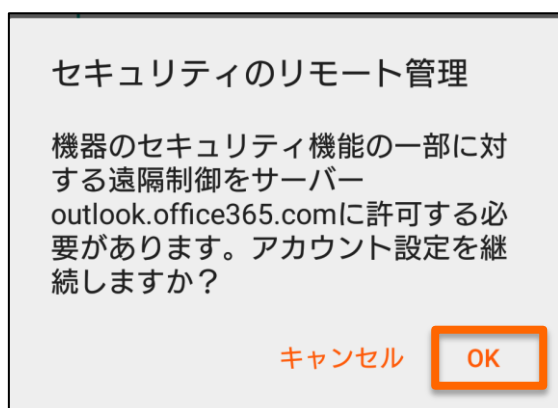 セキュリティのリモート管理
機器のセキュリティ機能の一部に対
する遠隔制御をサーバー
outlook.office365.comに許可する必
要があります。アカウント設定を継
続しますか？
キャンセル OK